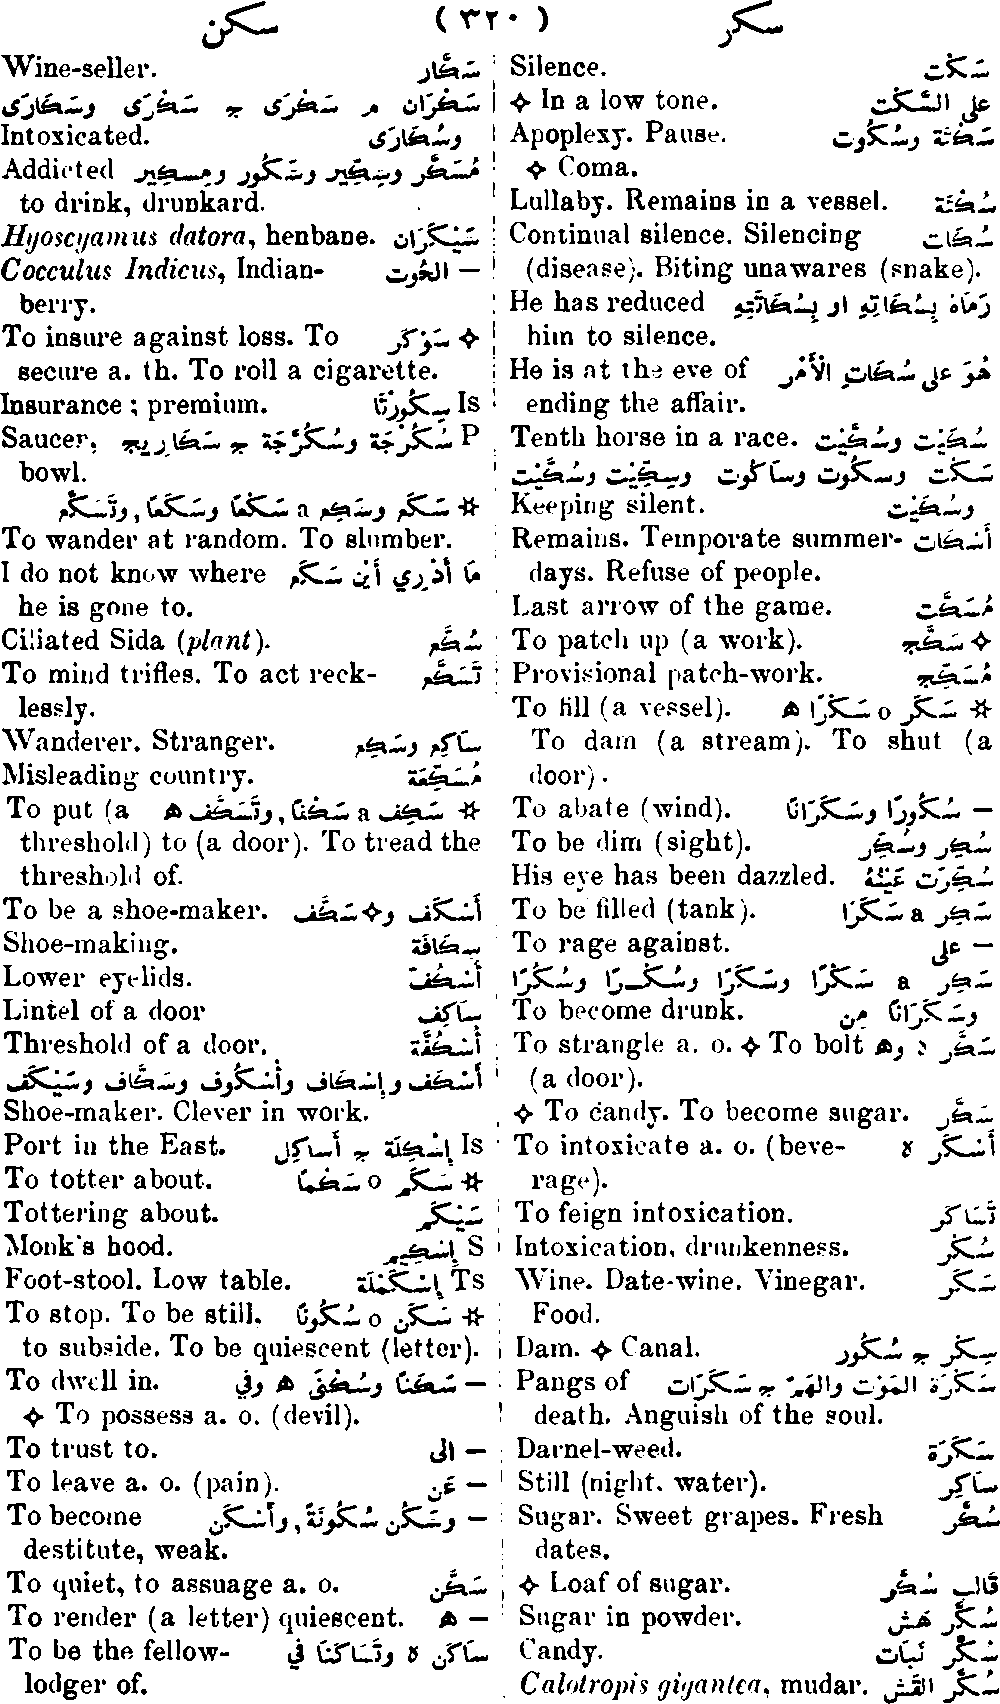 سكر ( ٣٢٠ ) سكن
Silence. سَكْت
✧ In a low tone. على السَّكْت
Apoplexy. Pause. سَكْتَة وسُكُوت
✧ Coma.
Lullaby. Remains in a vessel. سُكْتَة
Continual silence. Silencing سُكَات
(disease). Biting unawares (snake).
He has reduced رَمَاهُ بِسُكَاتِهِ او بِسُكَاتَتِهِ
him to silence.
He is at the eve of هُوَ على سُكَاتِ الأَمْر
ending the affair.
Tenth horse in a race. سُكَيْت وسُكَّيْت
سَكْت وسكُوت وساكُوت وسِكِّيت وسُكَيْت
Keeping silent. وسُكَّيْت
Remains. Temporate summer- أَسْكَات
days. Refuse of people.
Last arrow of the game. مُسَكِّت
To patch up (a work). ✧ سَكَّج
Provisional patch-work. مُسَكَّج
To fill (a vessel). ☆ سَكَر o سَكْرًا ه
To dam (a stream). To shut (a
door).
To abate (wind). — سُكُورًا وسَكَرَانًا
To be dim (sight). سُكِر وسُكِّر
His eye has been dazzled. سُكِّرَت عَيْنُهُ
To be filled (tank). سَكِر a سَكَرًا
To rage against. — على
سَكِر a سَكْرًا وسَكَرًا وسُكْرًا وسُكُرًا
To become drunk. وسَكَرَانًا مِن
To strangle a. o. ✧ To bolt سَكَّر ه وه
(a door).
✧ To candy. To become sugar. سَكَّر
To intoxicate a. o. (beve- أَسْكَر ه
rage).
To feign intoxication. تَسَاكَر
Intoxication, drunkenness. سُكْر
Wine. Date-wine. Vinegar. سَكَر
Food.
Dam. ✧ Canal. سِكْر ج سُكُور
Pangs of سَكْرَة المَوْت والهَمّ ج سَكَرَات
death. Anguish of the soul.
Darnel-weed. سَكَرَة
Still (night. water). ساكِر
Sugar. Sweet grapes. Fresh سُكَّر
dates.
✧ Loaf of sugar. قَالب سُكَّر
Sugar in powder. سُكَّر هَش
Candy. سُكَّر نَبَات
Calotropis gigantea, mudar. سُكَّر القَش
Wine-seller. سَكَّار
سَكْرَان م سَكْرَى ج سَكْرَى وسَكَارَى
Intoxicated. وسُكَارَى
Addicted مُسَكَّر وسِكِّير وسَكُور ومِسكِير
to drink, drunkard.
Hyoscyamus datora, henbane. سَيْكَرَان
Cocculus Indicus, Indian- — الحُوت
berry.
To insure against loss. To ✧ سَوْكَر
secure a. th. To roll a cigarette.
Insurance ; premium. Is سِكُورْتَا
Saucer, P سُكُرْجَة وسُكُرَّجَة ج سَكَارِيج
bowl.
☆ سَكَم وسَكِم a سَكْمًا وسَكَمًا, وتَسَكَّم
To wander at random. To slumber.
I do not know where مَا أَدْرِي أَيْن سَكَم
he is gone to.
Ciliated Sida (plant). سُكَّم
To mind trifles. To act reck- تَسَكَّم
lessly.
Wanderer. Stranger. ساكِم وسَكِم
Misleading country. مُسَكِّمَة
To put (a ☆ سَكِف a سَكْفًا, وتَسَكَّف ه
threshold) to (a door). To tread the
threshold of.
To be a shoe-maker. أَسْكَف و✧سَكَّف
Shoe-making. سِكَافَة
Lower eyelids. أَسْكُفّ
Lintel of a door ساكِف
Threshold of a door. أُسْكُفَّة
أَسْكَف وإِسْكَاف وأُسْكُوف وسَكَّاف وسَيْكَف
Shoe-maker. Clever in work.
Port in the East. Is إِسْكِلَة ج أَساكِل
To totter about. ☆ سَكَم o سَكْمًا
Tottering about. سَيْكَم
Monk's hood. S إِسْكِيم
Foot-stool. Low table. Ts إِسْكَمْلَة
To stop. To be still. ☆ سَكَن o سُكُونًا
to subside. To be quiescent (letter).
To dwell in. — سَكَنًا وسُكْنَى ه وفي
✧ To possess a. o. (devil).
To trust to. — الى
To leave a. o. (pain). — عَن
To become — وسَكُن سُكُونَةً, وأَسْكَن
destitute, weak.
To quiet, to assuage a. o. سَكَّن
To render (a letter) quiescent. — ه
To be the fellow- ساكَن ه وتَسَاكَنَا في
lodger of.